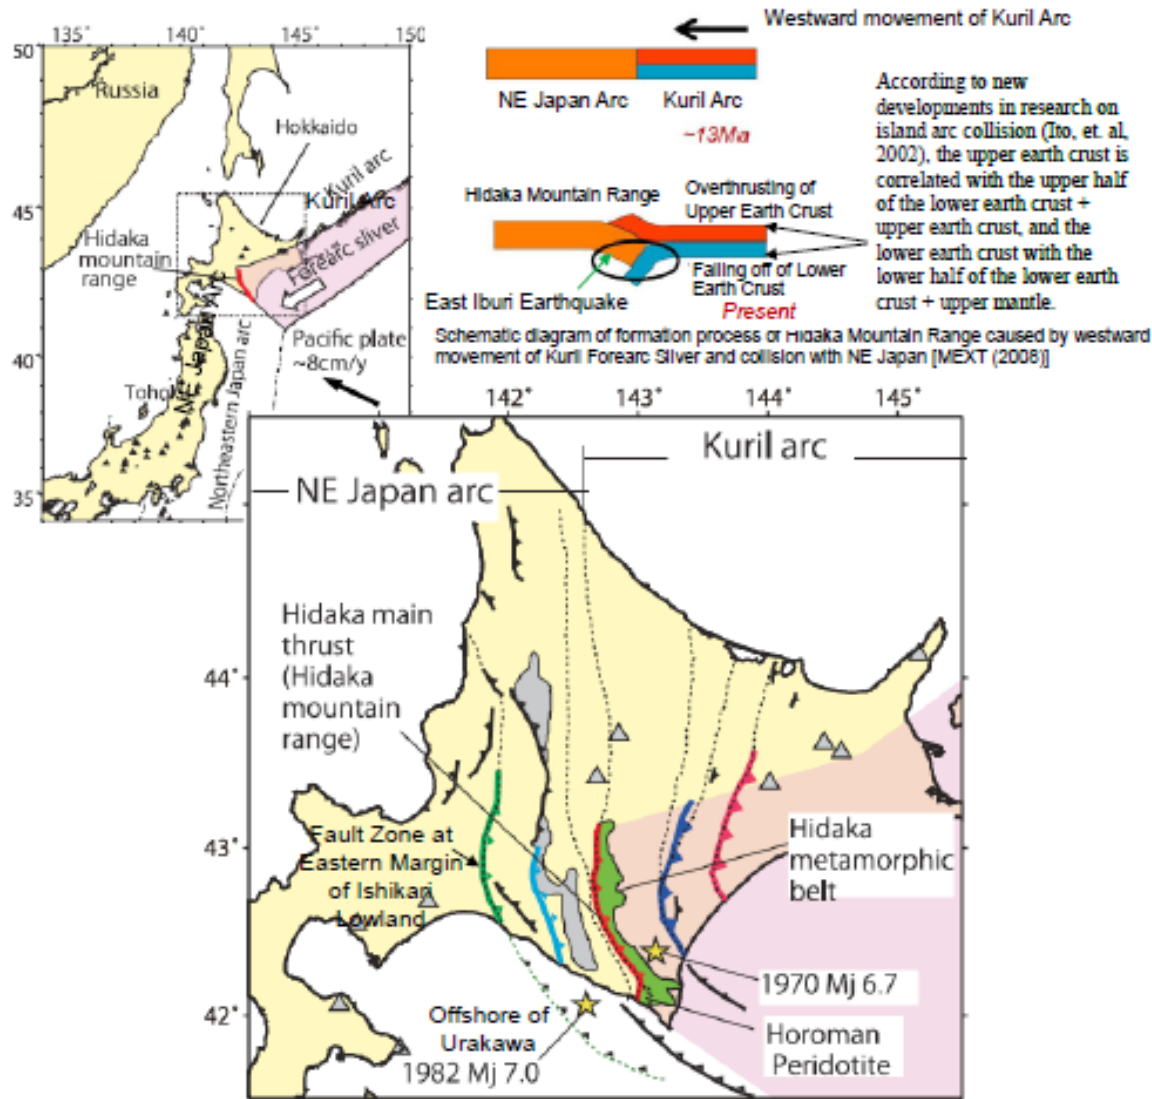 135°
140°
145°
150
50
45
40
35
Russia
Hokkaido
Kuril arc
Kuril Arc
Forearc sliver
Hidaka
mountain
range
NE Japan Arc
Northeastern Japan arc
Pacific plate
~8cm/y
Westward movement of Kuril Arc
NE Japan Arc
Kuril Arc
~13Ma
Hidaka Mountain Range
Overthrusting of
Upper Earth Crust
East Iburi Earthquake
Falling off of Lower
Earth Crust
Present
According to new
developments in research on
island arc collision (Ito, et. al,
2002), the upper earth crust is
correlated with the upper half
of the lower earth crust +
upper earth crust, and the
lower earth crust with the
lower half of the lower earth
crust + upper mantle.
Schematic diagram of formation process of Hidaka Mountain Range caused by westward
movement of Kuril Forearc Sliver and collision with NE Japan [MEXT (2008)]
142°
143°
144°
145°
44°
43°
42°
NE Japan arc
Kuril arc
Hidaka main
thrust
(Hidaka
mountain
range)
Fault Zone at
Eastern Margin
of Ishikari
Lowland
Hidaka
metamorphic
belt
1970 Mj 6.7
Horoman
Peridotite
Offshore of
Urakawa
1982 Mj 7.0